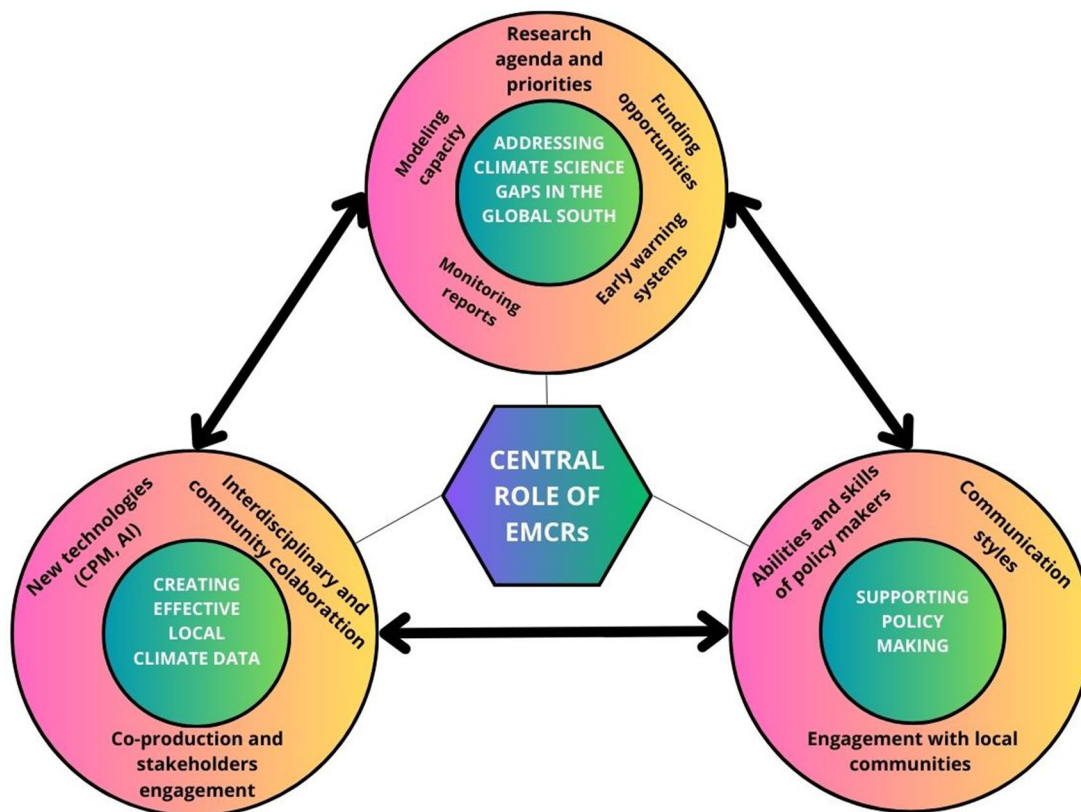 Research
agenda and
priorities
Funding
opportunities
Modeling
capacity
ADDRESSING
CLIMATE SCIENCE
GAPS IN THE
GLOBAL SOUTH
Early warning
systems
Monitoring
reports
CENTRAL
ROLE OF
EMCRs
New technologies
(CPM, AI)
Interdisciplinary and
community colaborattion
CREATING
EFFECTIVE
LOCAL
CLIMATE DATA
Co-production and
stakeholders
engagement
Abilities and skills
of policy makers
Communication
styles
SUPPORTING
POLICY
MAKING
Engagement with local
communities